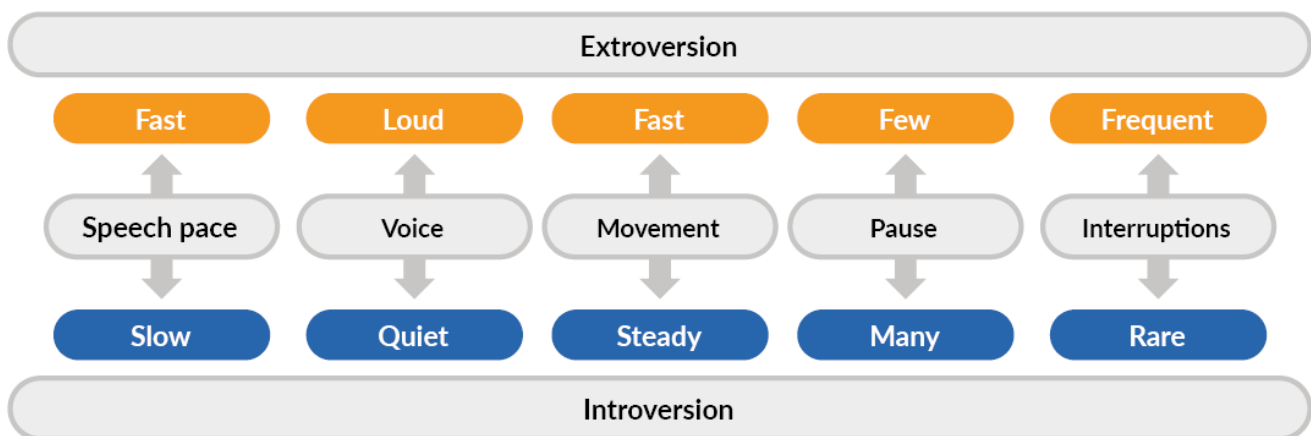 Extroversion
Fast Loud Fast Few Frequent
Speech pace Voice Movement Pause Interruptions
Slow Quiet Steady Many Rare
Introversion